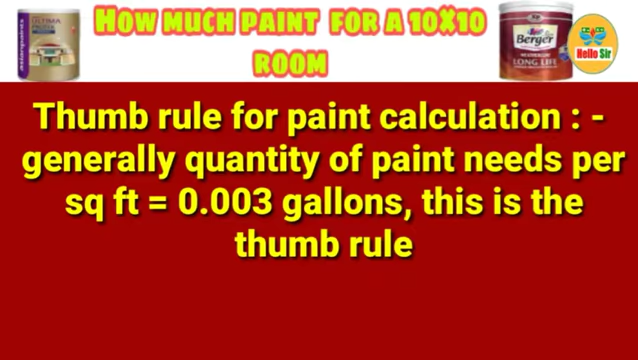 How much paint for a 10x10
room
ULTIMA
Berger
LONG LIFE
Hello Sir
Thumb rule for paint calculation : -
generally quantity of paint needs per
sq ft = 0.003 gallons, this is the
thumb rule